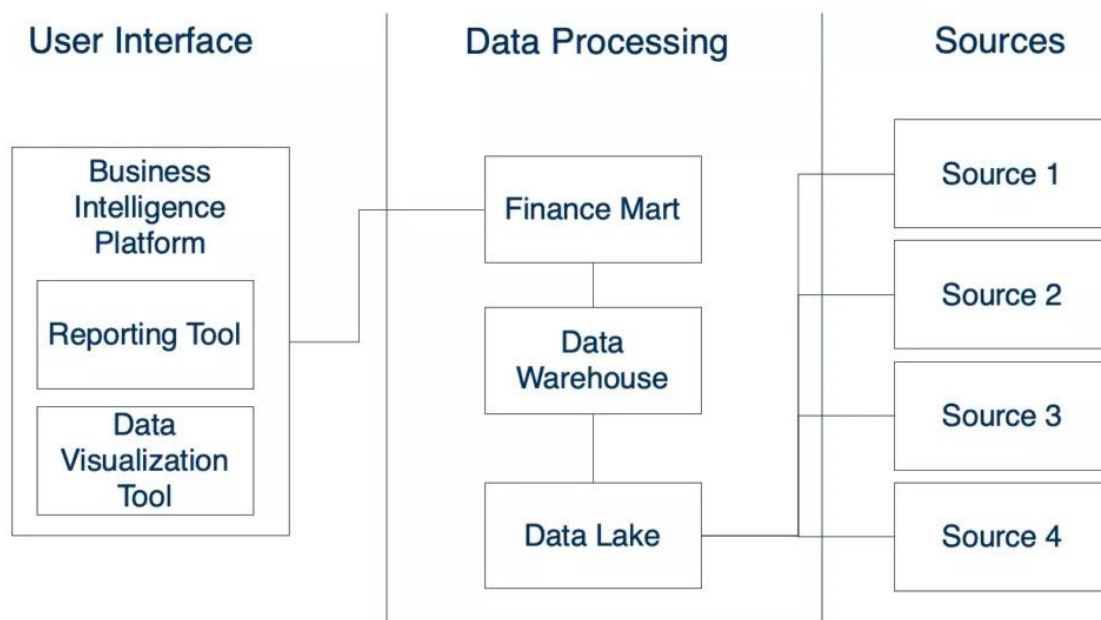 User Interface
Data Processing
Sources
Business
Intelligence
Platform
Reporting Tool
Data
Visualization
Tool
Finance Mart
Data
Warehouse
Data Lake
Source 1
Source 2
Source 3
Source 4